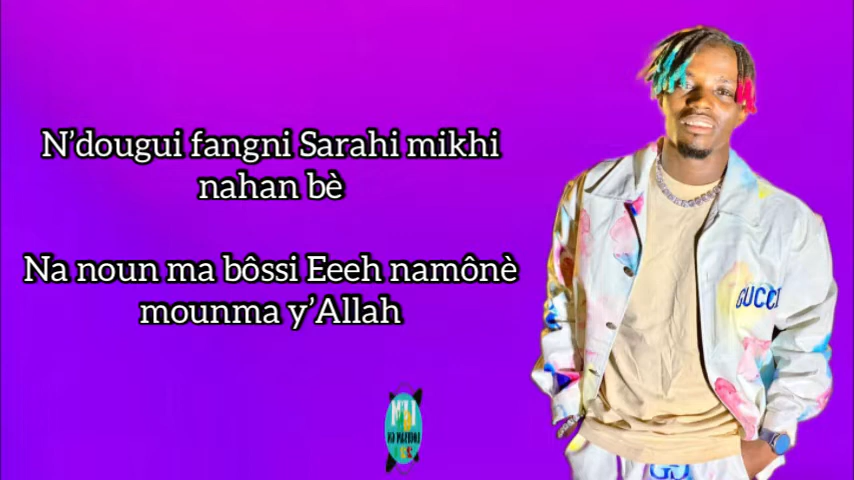 N'dougui fangni Sarahi mikhi
nahan bè
Na noun ma bôssi Eeeh namônè
mounma y'Allah
GUCCI